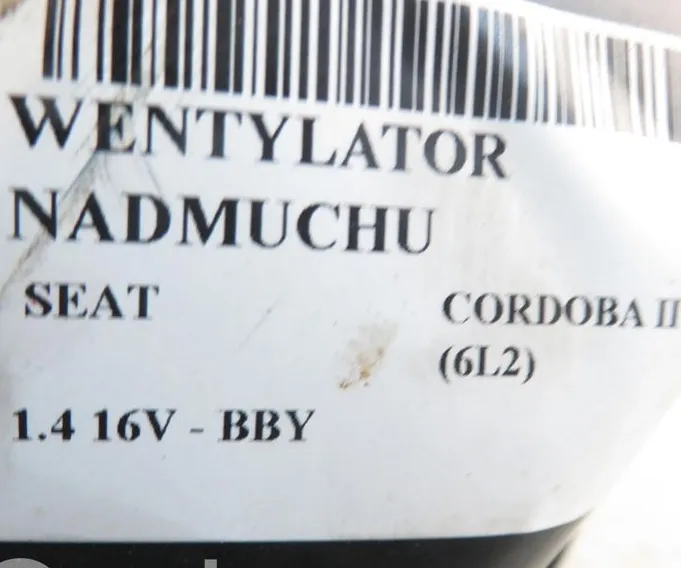 WENTYLATOR
NADMUCHU
SEAT CORDOBA II
(6L2)
1.4 16V - BBY